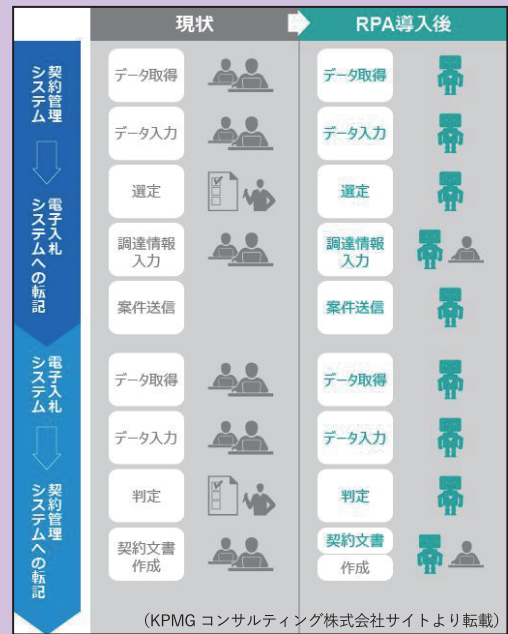 現状
RPA導入後
契約管理
システム
電子入札
システムへの転記
データ取得
データ取得
データ入力
データ入力
選定
選定
調達情報
入力
調達情報
入力
案件送信
案件送信
電子入札
システム
契約管理
システムへの転記
データ取得
データ取得
データ入力
データ入力
判定
判定
契約文書
作成
契約文書
作成
(KPMG コンサルティング株式会社サイトより転載)